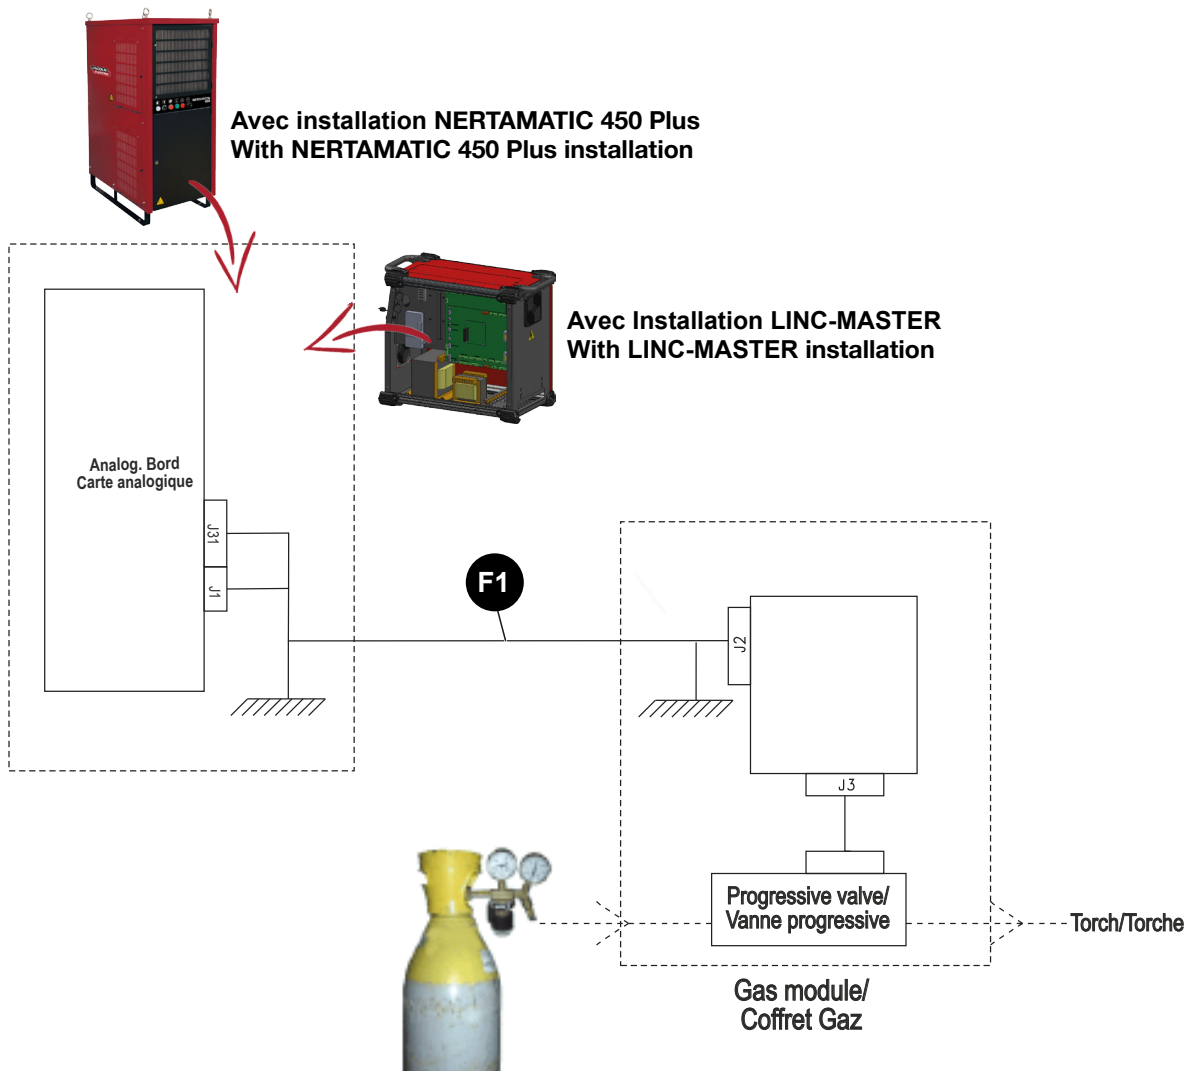 Avec installation NERTAMATIC 450 Plus
With NERTAMATIC 450 Plus installation
Avec Installation LINC-MASTER
With LINC-MASTER installation
Analog. Bord
Carte analogique
J31
J1
F1
J2
J3
Progressive valve/
Vanne progressive
Torch/Torche
Gas module/
Coffret Gaz